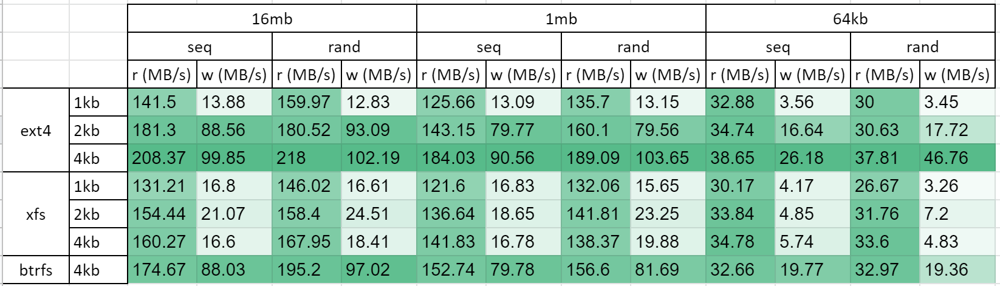 16mb 1mb 64kb
seq rand seq rand seq rand
r (MB/s) w (MB/s) r (MB/s) w (MB/s) r (MB/s) w (MB/s) r (MB/s) w (MB/s) r (MB/s) w (MB/s) r (MB/s) w (MB/s)
1kb 141.5 13.88 159.97 12.83 125.66 13.09 135.7 13.15 32.88 3.56 30 3.45
ext4 2kb 181.3 88.56 180.52 93.09 143.15 79.77 160.1 79.56 34.74 16.64 30.63 17.72
4kb 208.37 99.85 218 102.19 184.03 90.56 189.09 103.65 38.65 26.18 37.81 46.76
1kb 131.21 16.8 146.02 16.61 121.6 16.83 132.06 15.65 30.17 4.17 26.67 3.26
xfs 2kb 154.44 21.07 158.4 24.51 136.64 18.65 141.81 23.25 33.84 4.85 31.76 7.2
4kb 160.27 16.6 167.95 18.41 141.83 16.78 138.37 19.88 34.78 5.74 33.6 4.83
btrfs 4kb 174.67 88.03 195.2 97.02 152.74 79.78 156.6 81.69 32.66 19.77 32.97 19.36